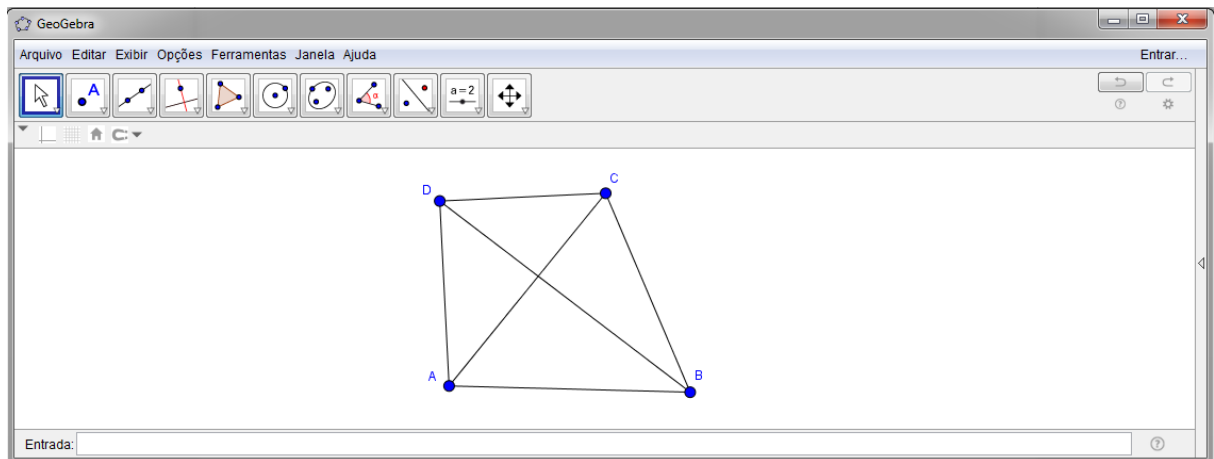 GeoGebra
Arquivo Editar Exibir Opções Ferramentas Janela Ajuda Entrar...
A α a = 2
D C
A B
Entrada: